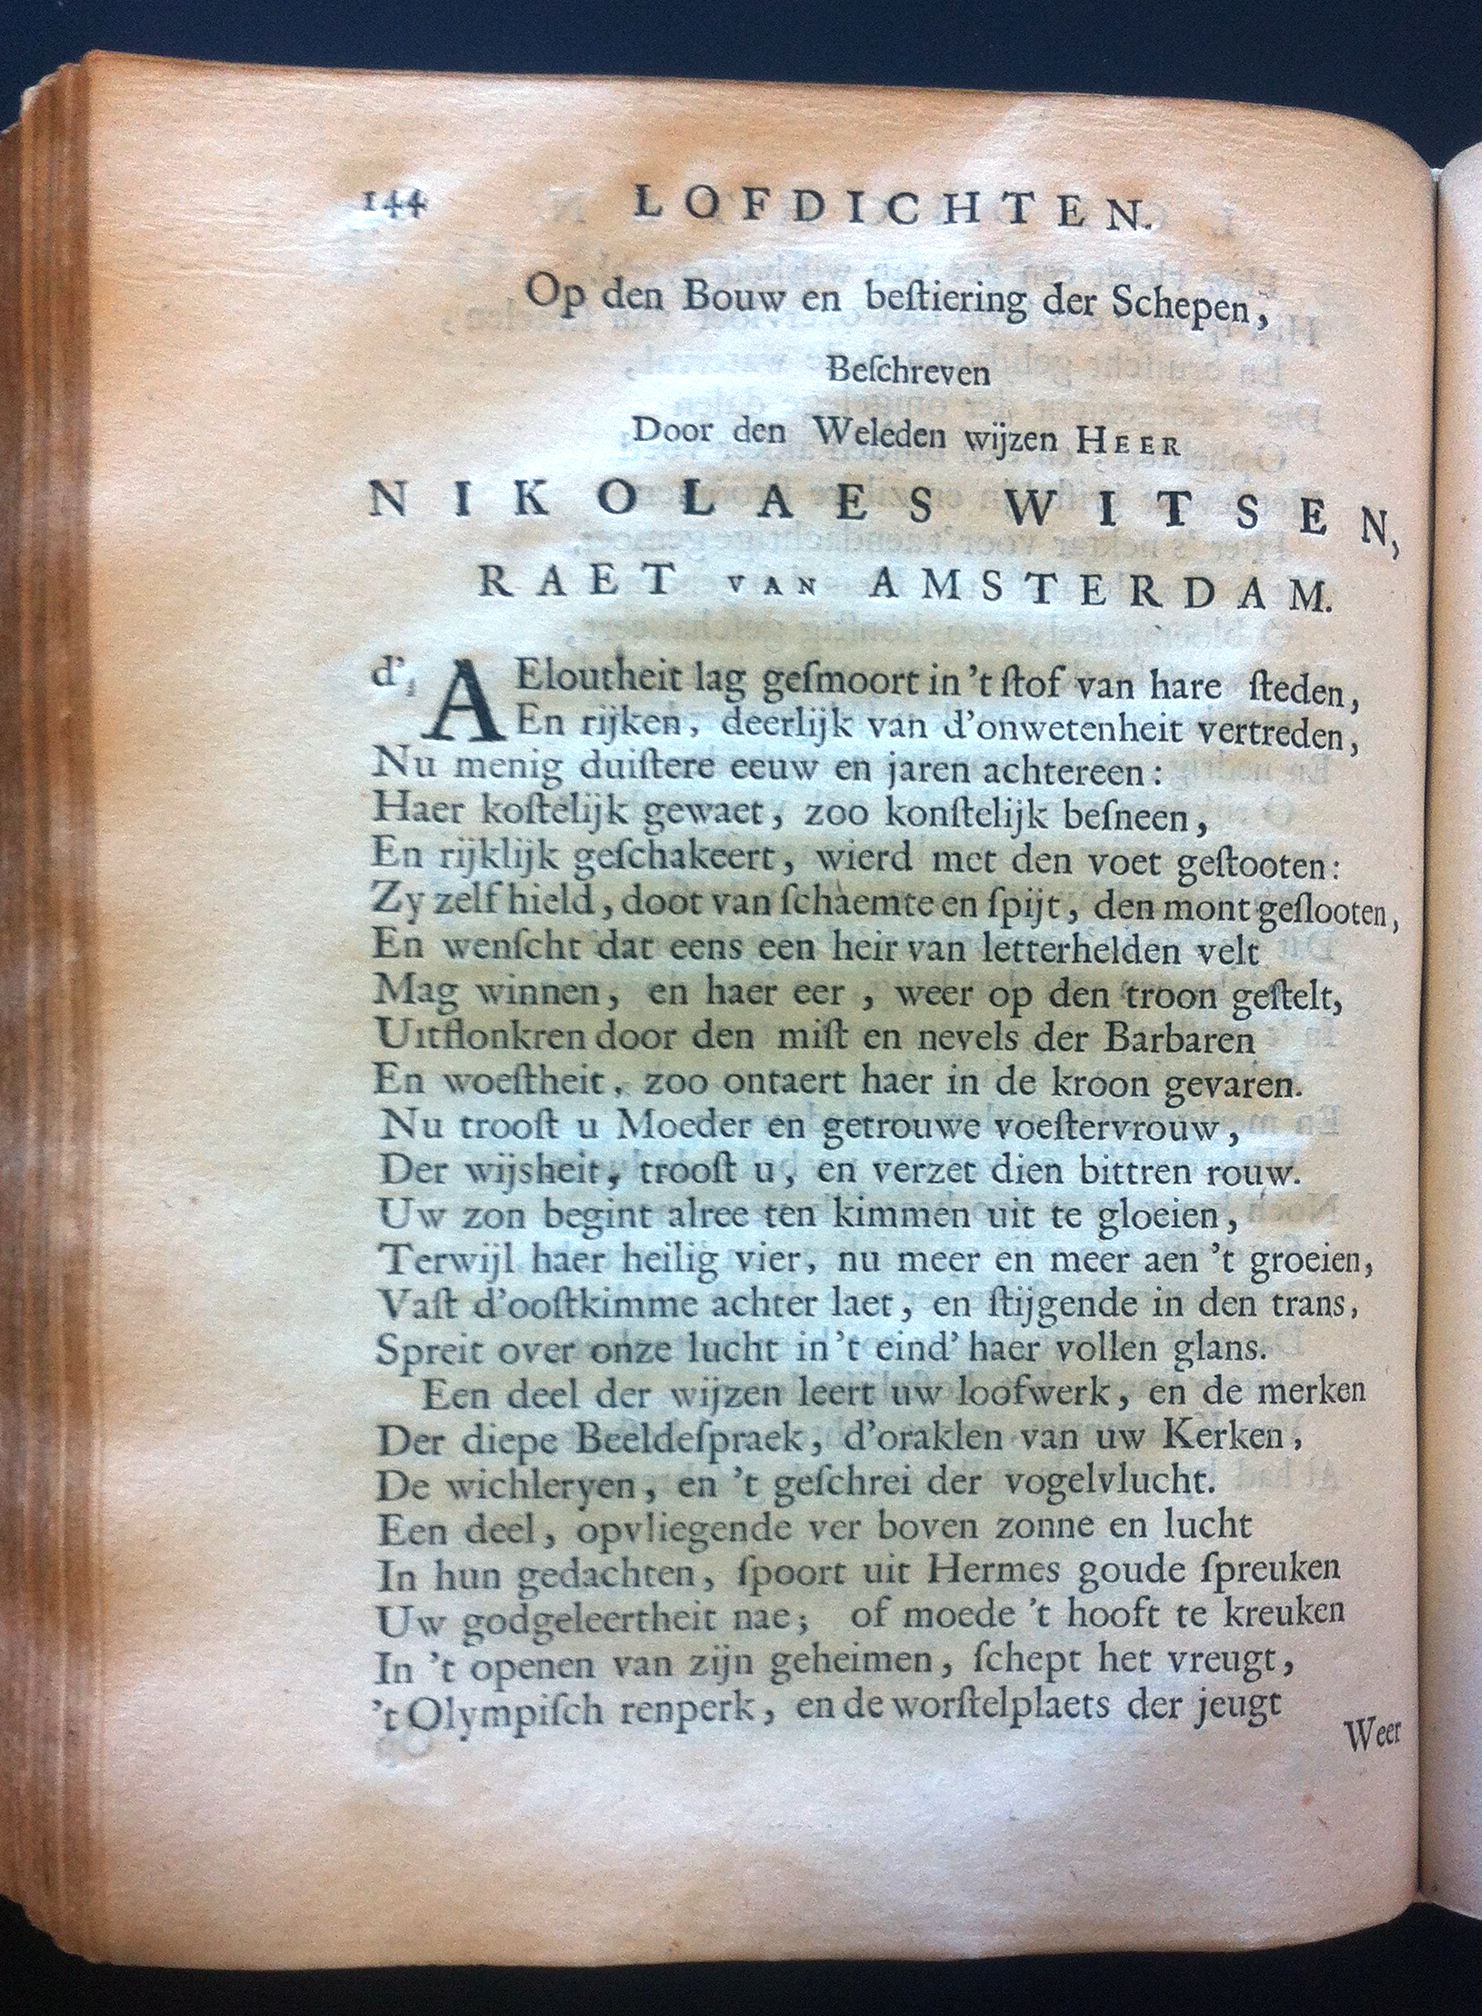 144 LOFDICHTEN.
Op den Bouw en beſtiering der Schepen,
Beſchreven
Door den Weleden wijzen HEER
NIKOLAES WITSEN,
RAET VAN AMSTERDAM.
d'AEloutheit lag geſmoort in 't ſtof van hare ſteden,
En rijken, deerlijk van d'onwetenheit vertreden,
Nu menig duiſtere eeuw en jaren achtereen:
Haer koſtelijk gewaet, zoo konſtelijk beſneen,
En rijklijk geſchakeert, wierd met den voet geſtooten:
Zy zelf hield, doot van ſchaemte en ſpijt, den mont geſlooten,
En wenſcht dat eens een heir van letterhelden velt
Mag winnen, en haer eer, weer op den troon geſtelt,
Uitflonkren door den miſt en nevels der Barbaren
En woeſtheit, zoo ontaert haer in de kroon gevaren.
Nu trooſt u Moeder en getrouwe voeſtervrouw,
Der wijsheit, trooſt u, en verzet dien bittren rouw.
Uw zon begint alree ten kimmen uit te gloeien,
Terwijl haer heilig vier, nu meer en meer aen 't groeien,
Vaſt d'ooſtkimme achter laet, en ſtijgende in den trans,
Spreit over onze lucht in 't eind' haer vollen glans.
Een deel der wijzen leert uw loofwerk, en de merken
Der diepe Beeldeſpraek, d'oraklen van uw Kerken,
De wichleryen, en 't geſchrei der vogelvlucht.
Een deel, opvliegende ver boven zonne en lucht
In hun gedachten, ſpoort uit Hermes goude ſpreuken
Uw godgeleertheit nae; of moede 't hooft te kreuken
In 't openen van zijn geheimen, ſchept het vreugt,
't Olympiſch renperk, en de worſtelplaets der jeugt
Weer